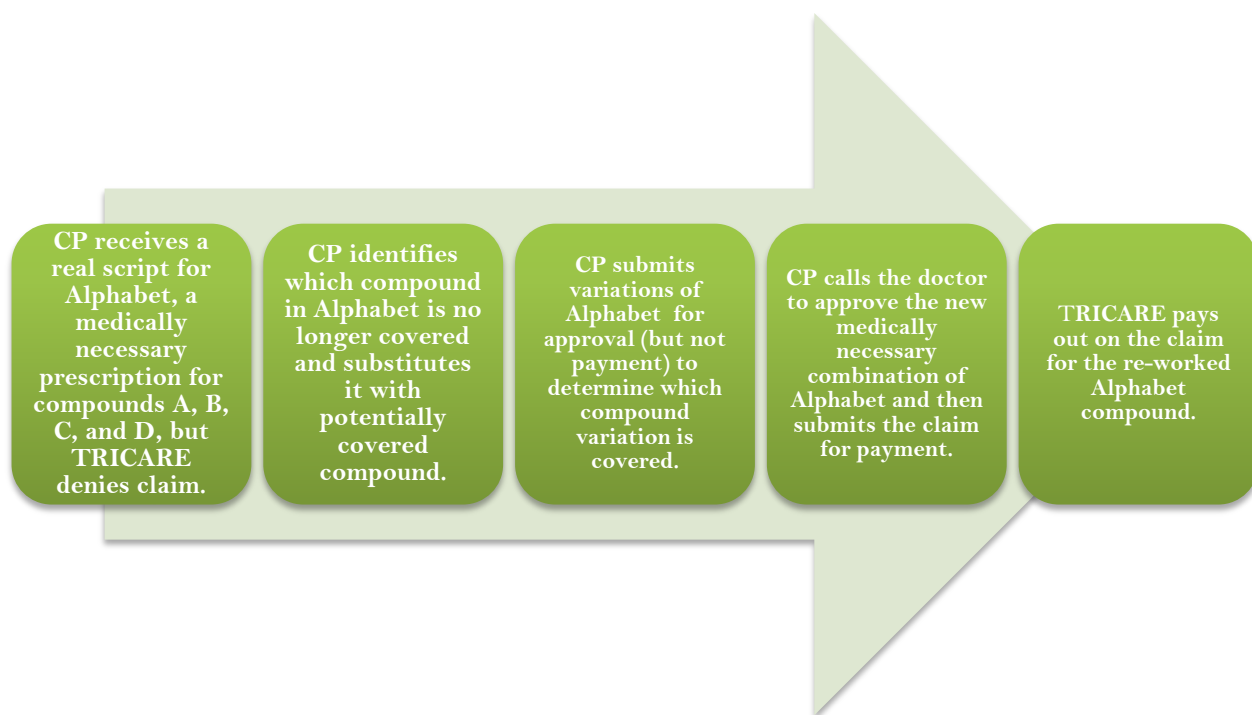 CP receives a
real script for
Alphabet, a
medically
necessary
prescription for
compounds A, B,
C, and D, but
TRICARE
denies claim.
CP identifies
which compound
in Alphabet is no
longer covered
and substitutes
it with
potentially
covered
compound.
CP submits
variations of
Alphabet for
approval (but not
payment) to
determine which
compound
variation is
covered.
CP calls the doctor
to approve the new
medically
necessary
combination of
Alphabet and then
submits the claim
for payment.
TRICARE pays
out on the claim
for the re-worked
Alphabet
compound.